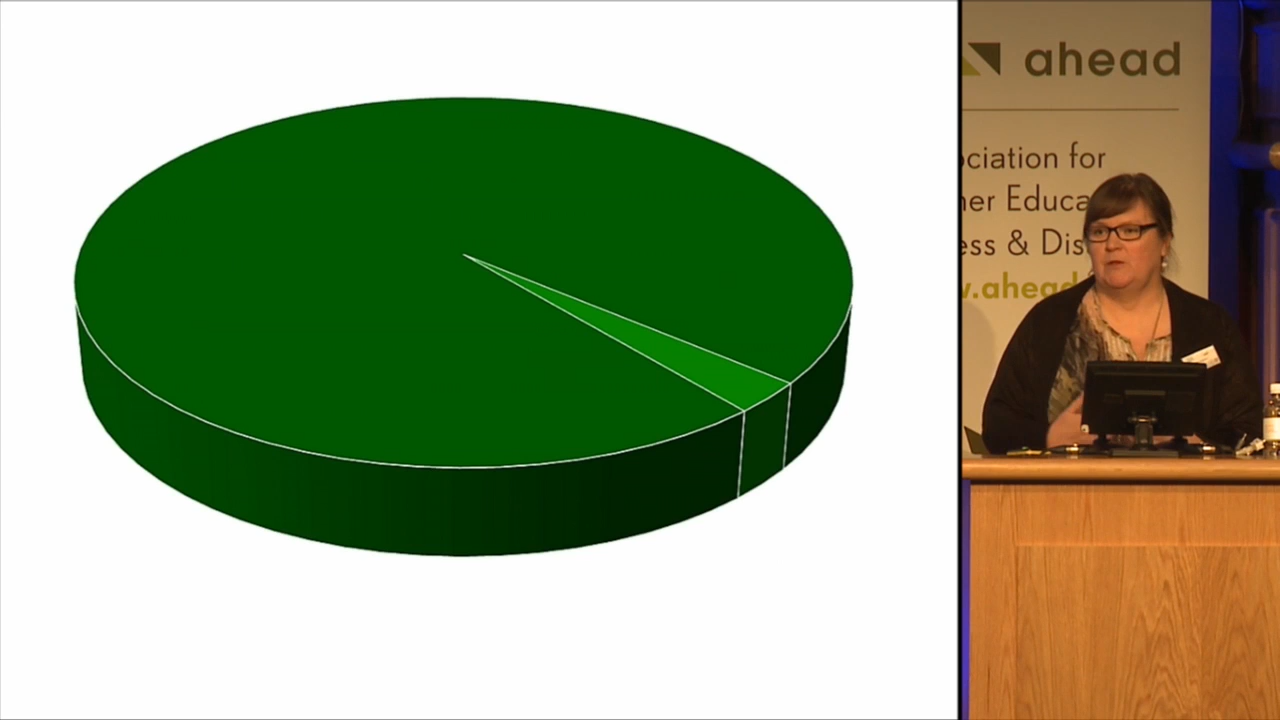 ahead
ociation for
her Educa
ess & Dis
w.ahead